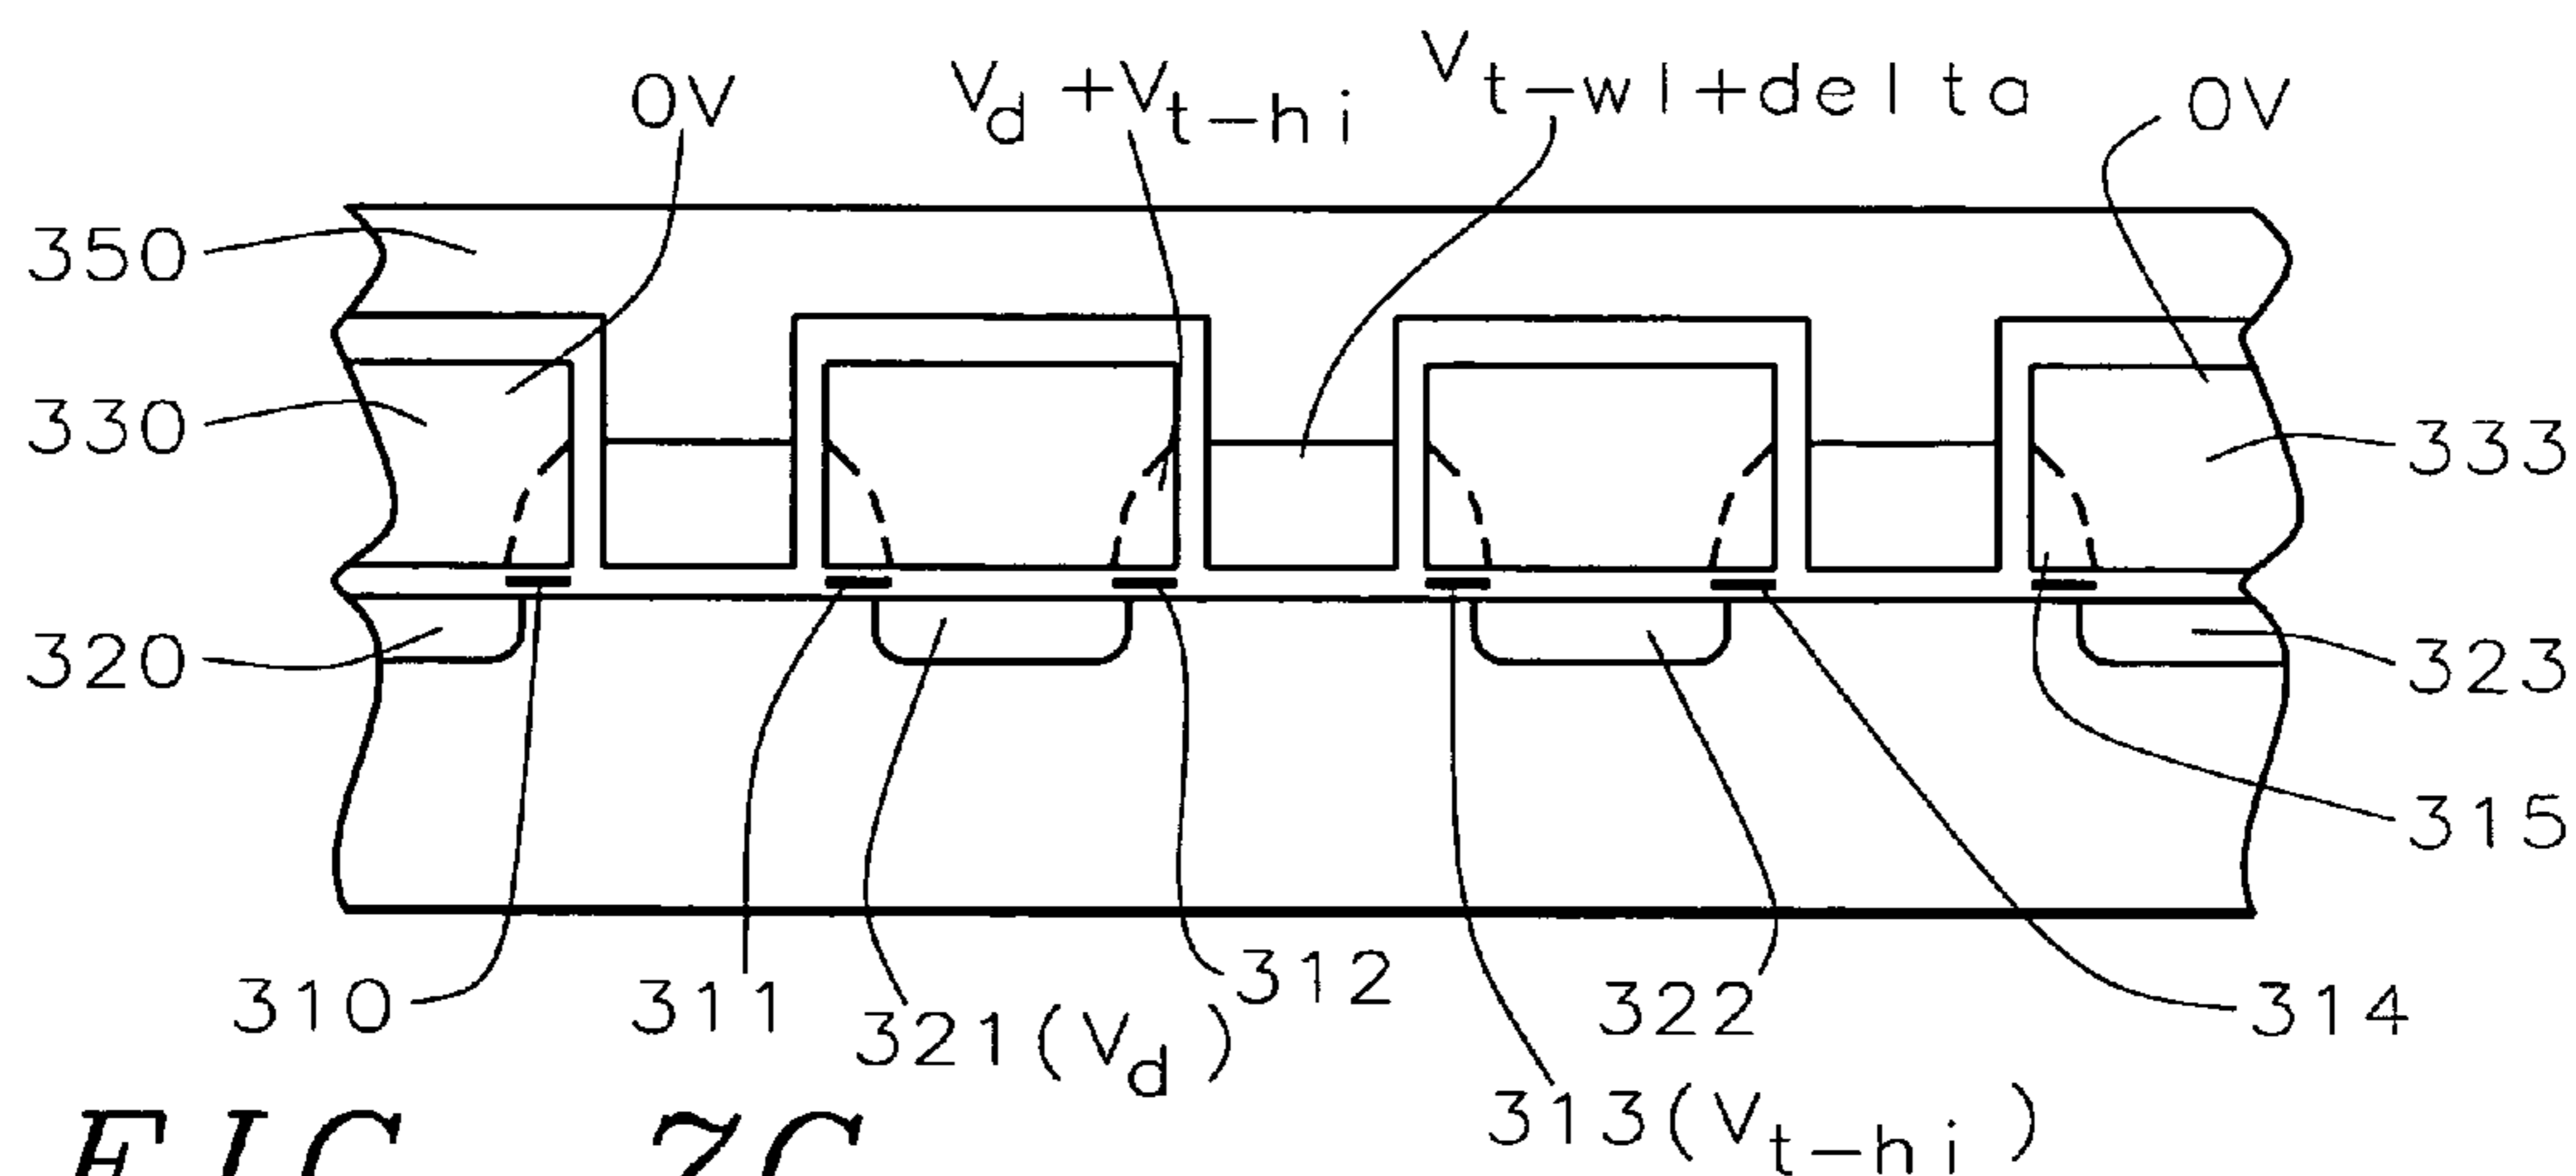 0V V_d+V_t-hi V_t-wl+delta 0V
350
330
333
320
323
315
310 311 321(V_d) 312 322 314
313(V_t-hi)
FIG. 7C